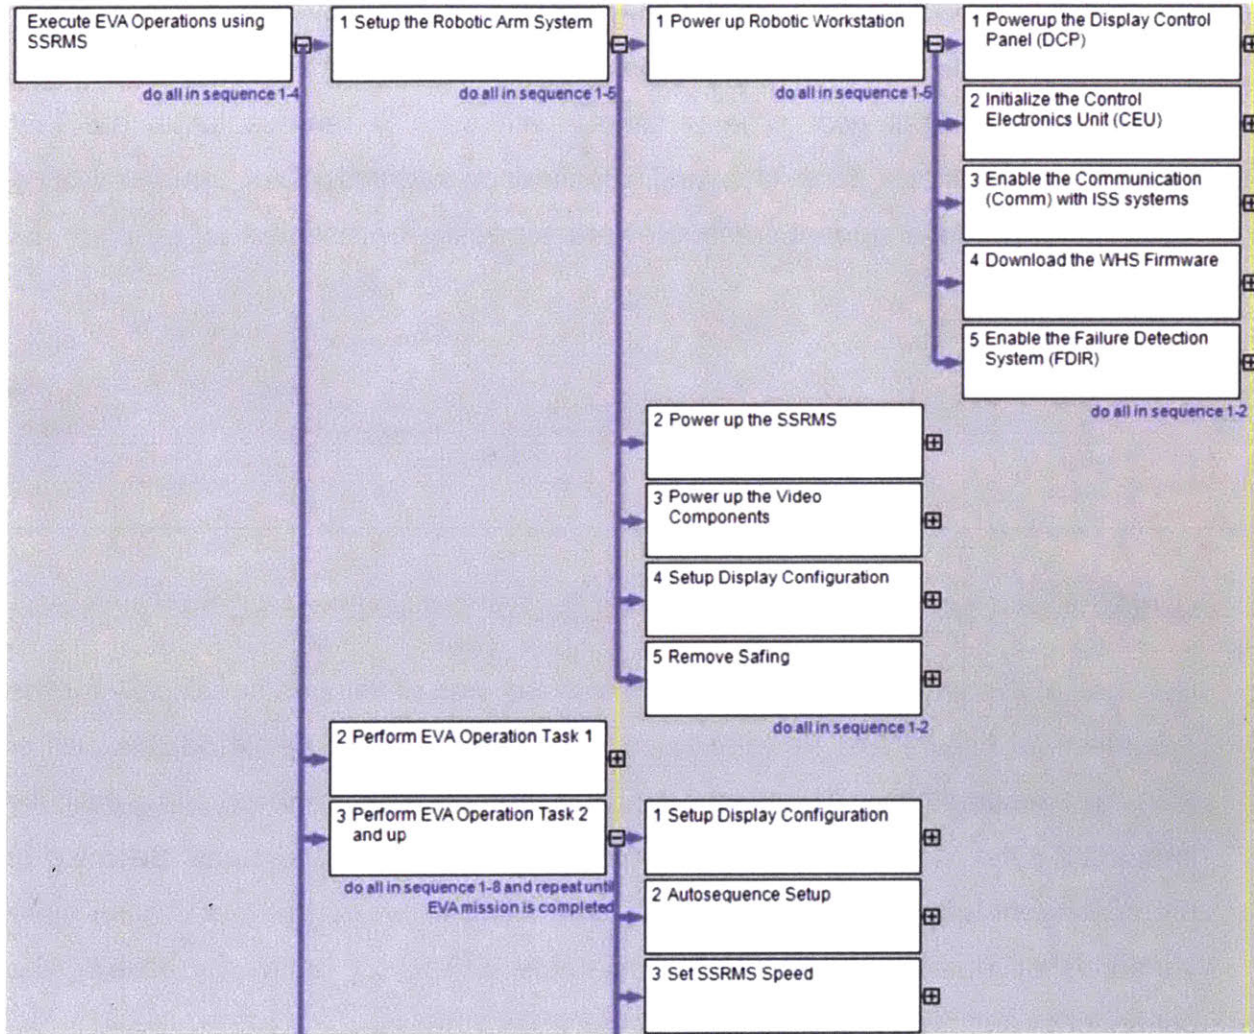 Execute EVA Operations using
SSRMS
do all in sequence 1-4
1 Setup the Robotic Arm System
do all in sequence 1-5
1 Power up Robotic Workstation
do all in sequence 1-5
1 Powerup the Display Control
Panel (DCP)
2 Initialize the Control
Electronics Unit (CEU)
3 Enable the Communication
(Comm) with ISS systems
4 Download the WHS Firmware
5 Enable the Failure Detection
System (FDIR)
do all in sequence 1-2
2 Power up the SSRMS
3 Power up the Video
Components
4 Setup Display Configuration
5 Remove Safing
do all in sequence 1-2
2 Perform EVA Operation Task 1
3 Perform EVA Operation Task 2
and up
do all in sequence 1-8 and repeat until
EVA mission is completed
1 Setup Display Configuration
2 Autosequence Setup
3 Set SSRMS Speed